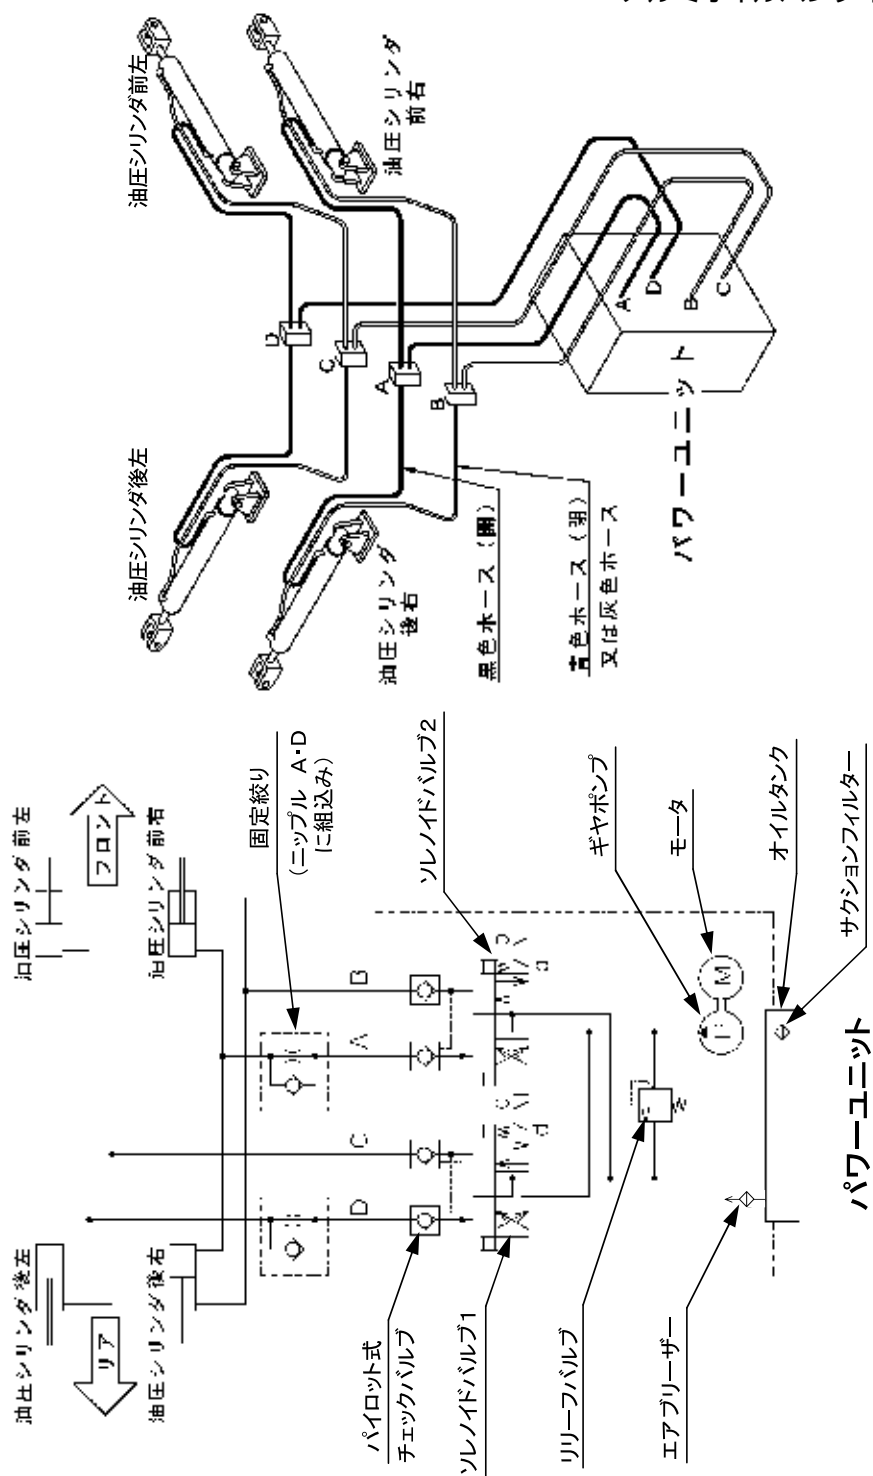 油圧シリンダ前左
油圧シリンダ
前右
油圧シリンダ後左
油圧シリンダ
後右
D
C
A
B
A
D
B
C
パワーユニット
黒色ホース（開）
青色ホース（閉）
又は灰色ホース
油圧シリンダ前左
フロント
油圧シリンダ前右
油圧シリンダ後左
リア
油圧シリンダ後右
固定絞り
(ニップル A・D
に組込み)
B
A
C
D
ソレノイドバルブ2
ギヤポンプ
モータ
M
オイルタンク
サクションフィルター
パイロット式
チェックバルブ
ソレノイドバルブ1
リリーフバルブ
エアブリーザー
パワーユニット